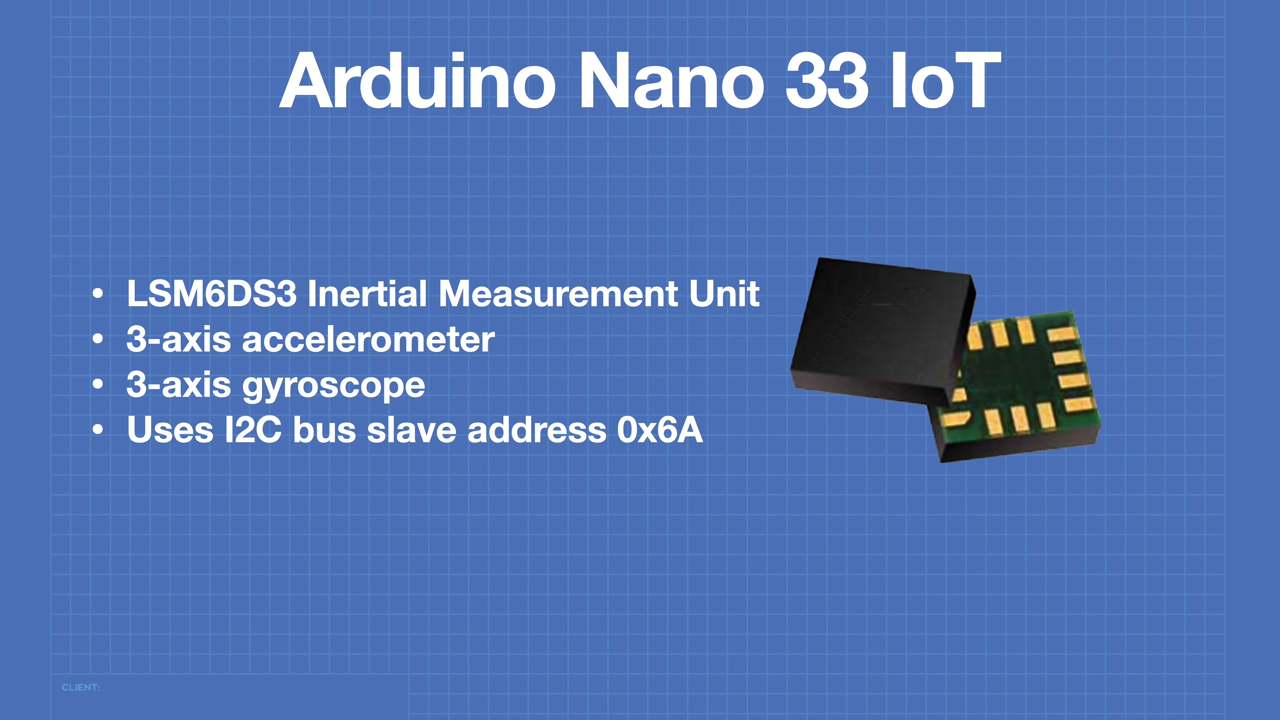 Arduino Nano 33 IoT
• LSM6DS3 Inertial Measurement Unit
• 3-axis accelerometer
• 3-axis gyroscope
• Uses I2C bus slave address 0x6A
CLIENT: